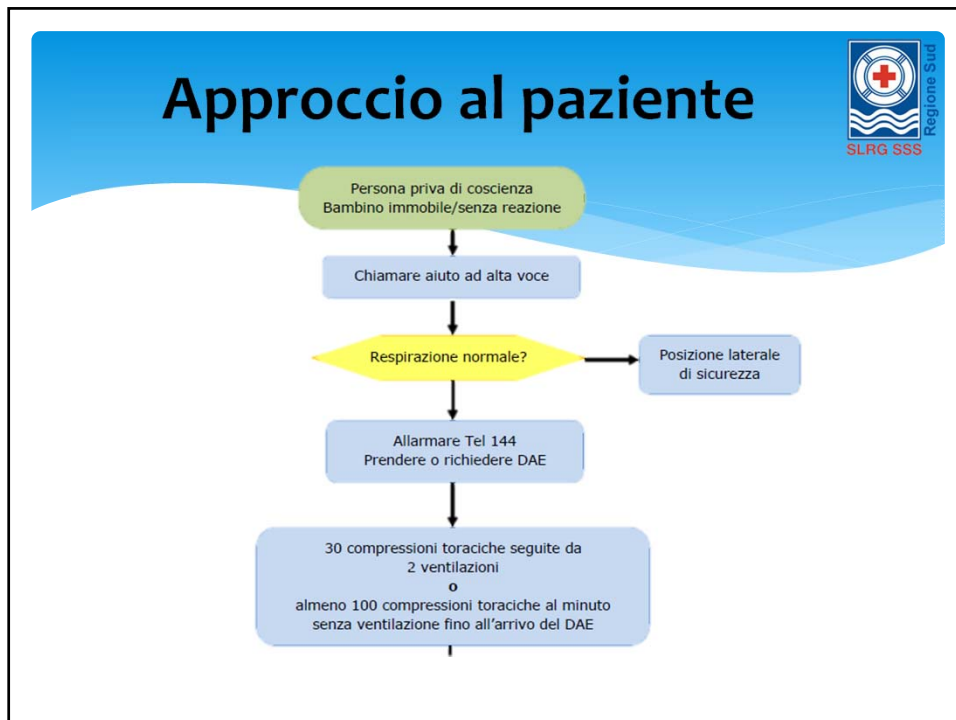 Approccio al paziente
Regione Sud
SLRG SSS
Persona priva di coscienza
Bambino immobile/senza reazione
Chiamare aiuto ad alta voce
Respirazione normale?
Posizione laterale
di sicurezza
Allarmare Tel 144
Prendere o richiedere DAE
30 compressioni toraciche seguite da
2 ventilazioni
o
almeno 100 compressioni toraciche al minuto
senza ventilazione fino all'arrivo del DAE